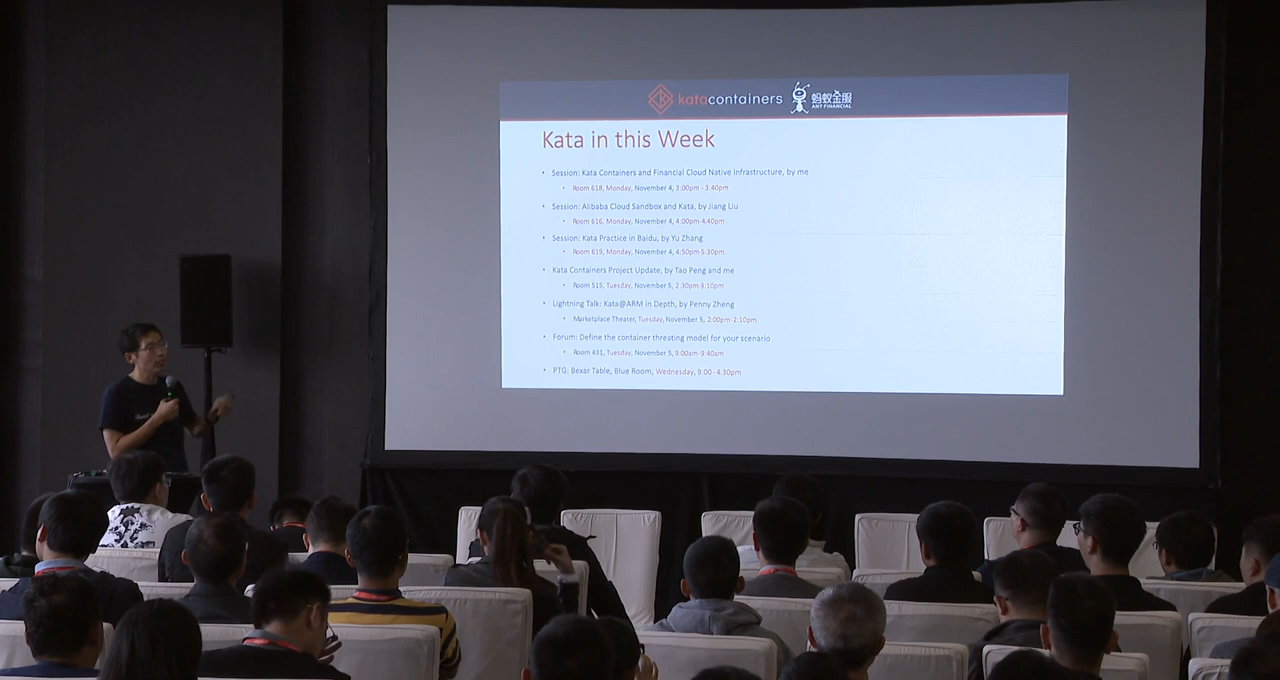 katacontainers 蚂蚁金服
ANT FINANCIAL
Kata in this Week
• Session: Kata Containers and Financial Cloud Native Infrastructure, by me
• Room 618, Monday, November 4, 3:00pm - 3:40pm
• Session: Alibaba Cloud Sandbox and Kata, by Jiang Liu
• Room 616, Monday, November 4, 4:00pm-4:40pm
• Session: Kata Practice in Baidu, by Yu Zhang
• Room 619, Monday, November 4, 4:50pm-5:30pm
• Kata Containers Project Update, by Tao Peng and me
• Room 515, Tuesday, November 5, 2:30pm-3:10pm
• Lightning Talk: Kata@ARM in Depth, by Penny Zheng
• Marketplace Theater, Tuesday, November 5, 2:00pm-2:10pm
• Forum: Define the container threating model for your scenario
• Room 431, Tuesday, November 5, 9:00am-9:40am
• PTG: Bexar Table, Blue Room, Wednesday, 9:00 - 4:30pm